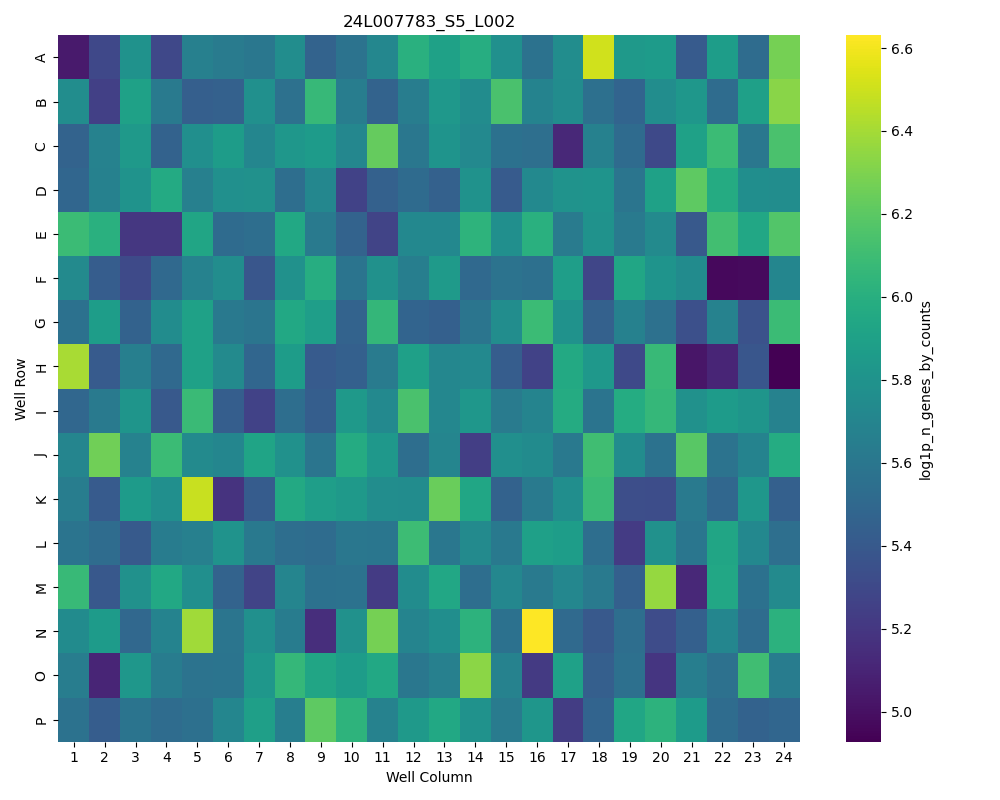 24L007783_S5_L002
Well Row
A
B
C
D
E
F
G
H
I
J
K
L
M
N
O
P
1 2 3 4 5 6 7 8 9 10 11 12 13 14 15 16 17 18 19 20 21 22 23 24
Well Column
6.6
6.4
6.2
6.0
5.8
5.6
5.4
5.2
5.0
log1p_n_genes_by_counts